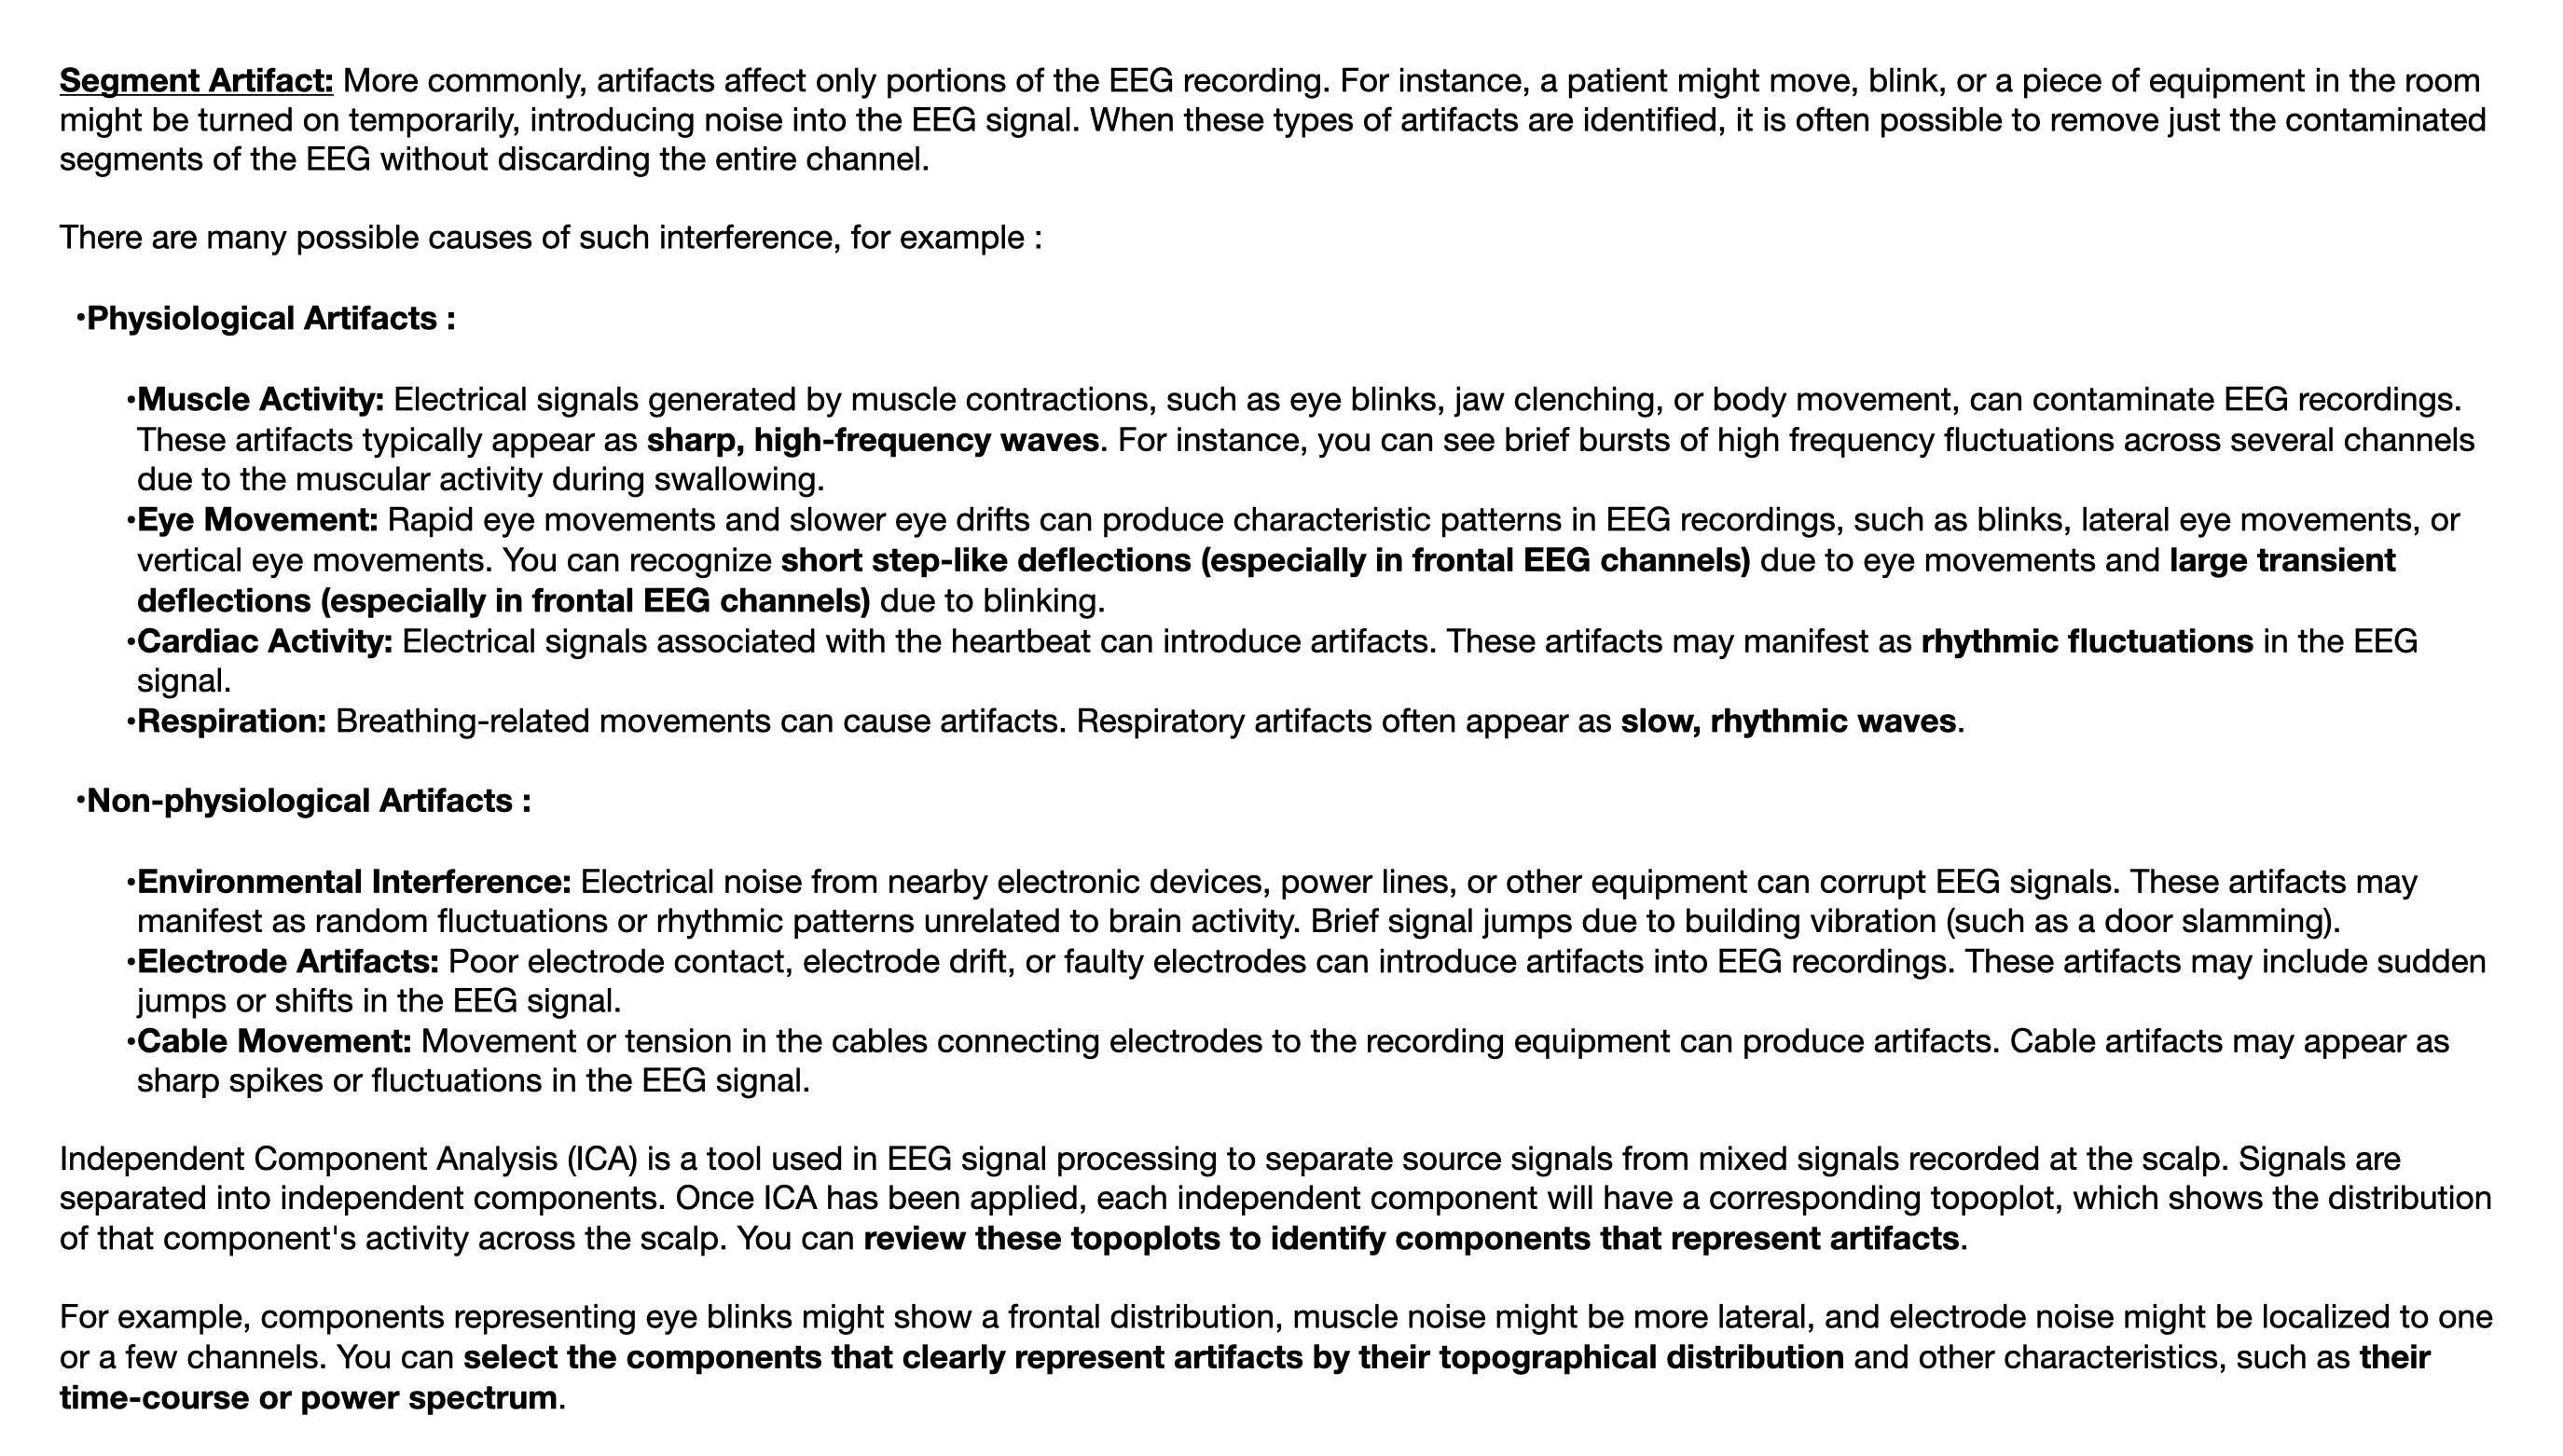 Segment Artifact: More commonly, artifacts affect only portions of the EEG recording. For instance, a patient might move, blink, or a piece of equipment in the room
might be turned on temporarily, introducing noise into the EEG signal. When these types of artifacts are identified, it is often possible to remove just the contaminated
segments of the EEG without discarding the entire channel.
There are many possible causes of such interference, for example :
•Physiological Artifacts :
•Muscle Activity: Electrical signals generated by muscle contractions, such as eye blinks, jaw clenching, or body movement, can contaminate EEG recordings.
These artifacts typically appear as sharp, high-frequency waves. For instance, you can see brief bursts of high frequency fluctuations across several channels
due to the muscular activity during swallowing.
•Eye Movement: Rapid eye movements and slower eye drifts can produce characteristic patterns in EEG recordings, such as blinks, lateral eye movements, or
vertical eye movements. You can recognize short step-like deflections (especially in frontal EEG channels) due to eye movements and large transient
deflections (especially in frontal EEG channels) due to blinking.
•Cardiac Activity: Electrical signals associated with the heartbeat can introduce artifacts. These artifacts may manifest as rhythmic fluctuations in the EEG
signal.
•Respiration: Breathing-related movements can cause artifacts. Respiratory artifacts often appear as slow, rhythmic waves.
•Non-physiological Artifacts :
•Environmental Interference: Electrical noise from nearby electronic devices, power lines, or other equipment can corrupt EEG signals. These artifacts may
manifest as random fluctuations or rhythmic patterns unrelated to brain activity. Brief signal jumps due to building vibration (such as a door slamming).
•Electrode Artifacts: Poor electrode contact, electrode drift, or faulty electrodes can introduce artifacts into EEG recordings. These artifacts may include sudden
jumps or shifts in the EEG signal.
•Cable Movement: Movement or tension in the cables connecting electrodes to the recording equipment can produce artifacts. Cable artifacts may appear as
sharp spikes or fluctuations in the EEG signal.
Independent Component Analysis (ICA) is a tool used in EEG signal processing to separate source signals from mixed signals recorded at the scalp. Signals are
separated into independent components. Once ICA has been applied, each independent component will have a corresponding topoplot, which shows the distribution
of that component's activity across the scalp. You can review these topoplots to identify components that represent artifacts.
For example, components representing eye blinks might show a frontal distribution, muscle noise might be more lateral, and electrode noise might be localized to one
or a few channels. You can select the components that clearly represent artifacts by their topographical distribution and other characteristics, such as their
time-course or power spectrum.